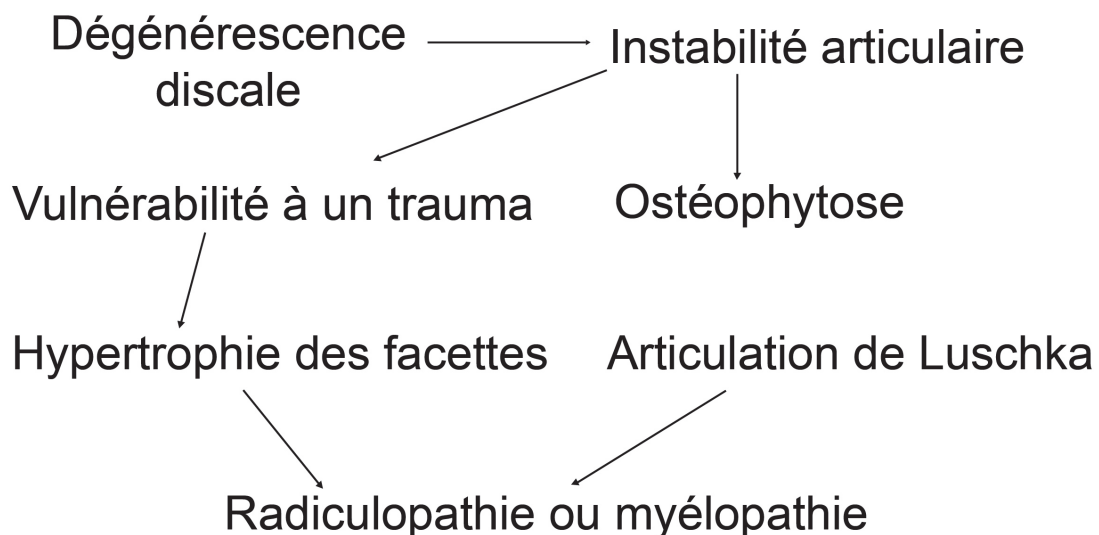 Dégénérescence
discale
Instabilité articulaire
Vulnérabilité à un trauma
Ostéophytose
Hypertrophie des facettes
Articulation de Luschka
Radiculopathie ou myélopathie